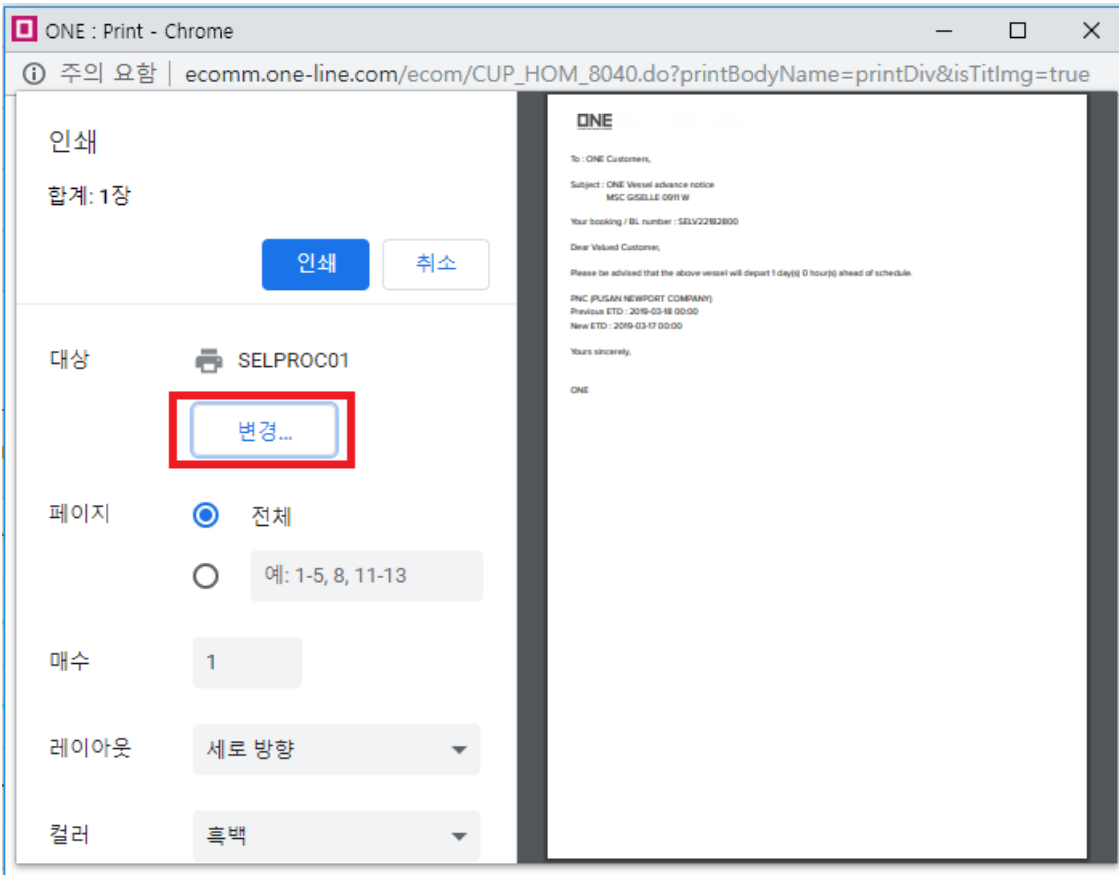 ONE : Print - Chrome
주의 요함 | ecomm.one-line.com/ecom/CUP_HOM_8040.do?printBodyName=printDiv&isTitImg=true
인쇄
합계: 1장
인쇄 취소
대상 SELPROC01
변경...
페이지 전체
예: 1-5, 8, 11-13
매수 1
레이아웃 세로 방향
컬러 흑백
ONE
To : ONE Customers,
Subject : ONE Vessel advance notice
MSC GISELLE 0911 W
Your booking / BL number : SELV22182800
Dear Valued Customer,
Please be advised that the above vessel will depart 1 day(s) 0 hour(s) ahead of schedule.
PNC (PUSAN NEWPORT COMPANY)
Previous ETD : 2019-03-18 00:00
New ETD : 2019-03-17 00:00
Yours sincerely,
ONE